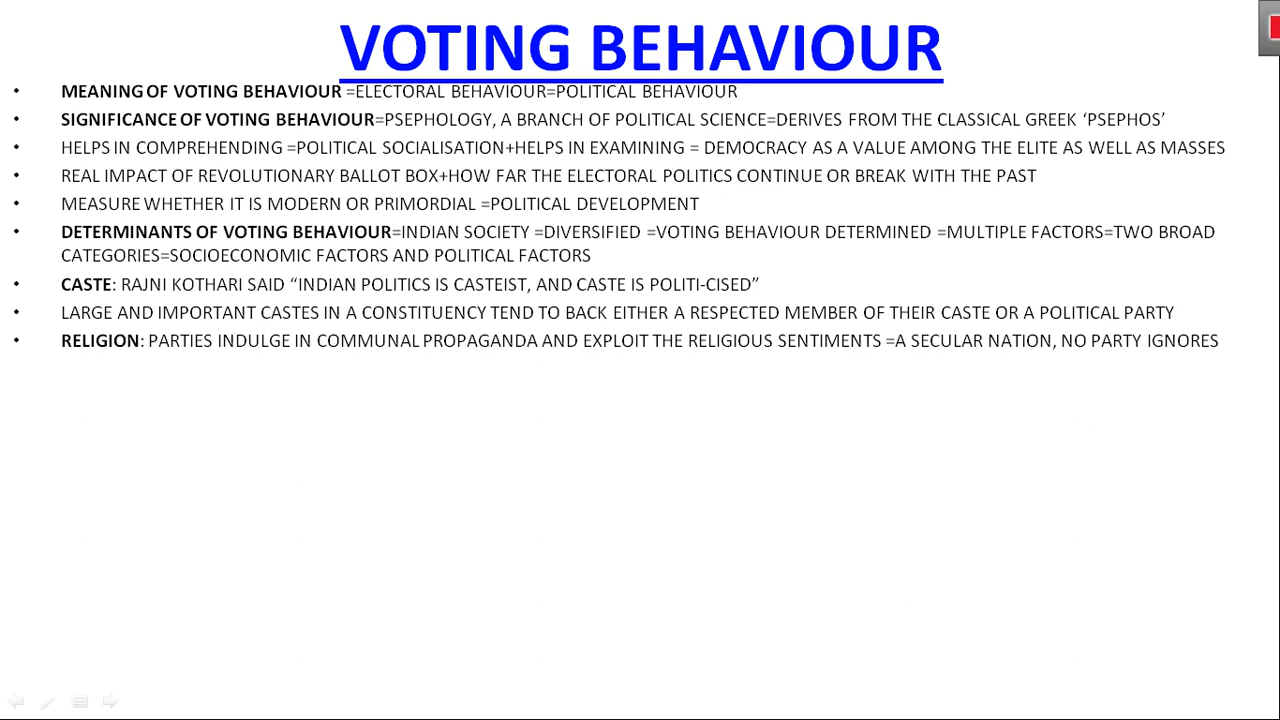 VOTING BEHAVIOUR
• MEANING OF VOTING BEHAVIOUR =ELECTORAL BEHAVIOUR=POLITICAL BEHAVIOUR
• SIGNIFICANCE OF VOTING BEHAVIOUR=PSEPHOLOGY, A BRANCH OF POLITICAL SCIENCE=DERIVES FROM THE CLASSICAL GREEK ‘PSEPHOS’
• HELPS IN COMPREHENDING =POLITICAL SOCIALISATION+HELPS IN EXAMINING = DEMOCRACY AS A VALUE AMONG THE ELITE AS WELL AS MASSES
• REAL IMPACT OF REVOLUTIONARY BALLOT BOX+HOW FAR THE ELECTORAL POLITICS CONTINUE OR BREAK WITH THE PAST
• MEASURE WHETHER IT IS MODERN OR PRIMORDIAL =POLITICAL DEVELOPMENT
• DETERMINANTS OF VOTING BEHAVIOUR=INDIAN SOCIETY =DIVERSIFIED =VOTING BEHAVIOUR DETERMINED =MULTIPLE FACTORS=TWO BROAD
CATEGORIES=SOCIOECONOMIC FACTORS AND POLITICAL FACTORS
• CASTE: RAJNI KOTHARI SAID “INDIAN POLITICS IS CASTEIST, AND CASTE IS POLITI-CISED”
• LARGE AND IMPORTANT CASTES IN A CONSTITUENCY TEND TO BACK EITHER A RESPECTED MEMBER OF THEIR CASTE OR A POLITICAL PARTY
• RELIGION: PARTIES INDULGE IN COMMUNAL PROPAGANDA AND EXPLOIT THE RELIGIOUS SENTIMENTS =A SECULAR NATION, NO PARTY IGNORES